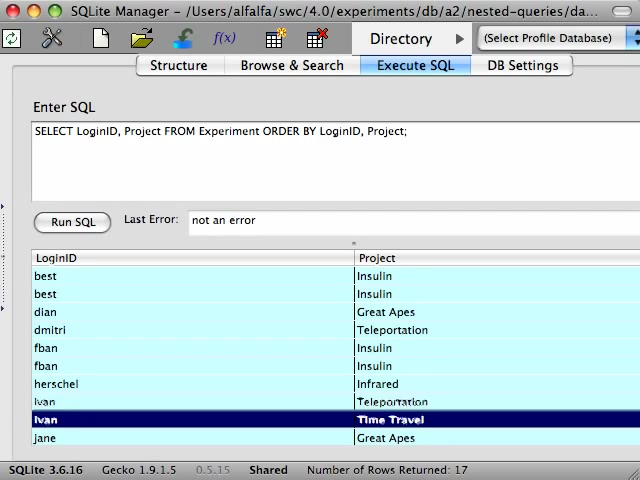 SQLite Manager - /Users/alfalfa/swc/4.0/experiments/db/a2/nested-queries/da...
f(x) Directory (Select Profile Database)
Structure Browse & Search Execute SQL DB Settings
Enter SQL
SELECT LoginID, Project FROM Experiment ORDER BY LoginID, Project;
Run SQL Last Error: not an error
LoginID Project
best Insulin
best Insulin
dian Great Apes
dmitri Teleportation
fban Insulin
fban Insulin
herschel Infrared
ivan Teleportation
ivan Time Travel
jane Great Apes
SQLite 3.6.16 Gecko 1.9.1.5 0.5.15 Shared Number of Rows Returned: 17